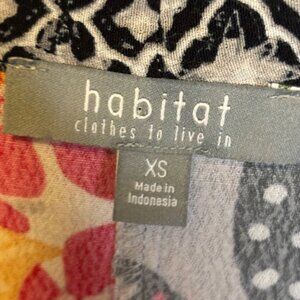 habitat
clothes to live in
XS
Made in
Indonesia